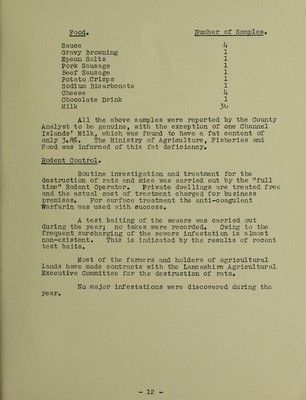 Food. Number of Samples.
Sauce 4
Gravy Browning 1
Epson Salts 1
Pork Sausage 1
Beef Sausage 1
Potato Crisps 1
Sodium Bicarbonate 1
Cheese 4
Chocolate Drink 1
Milk 36
All the above samples were reported by the County
Analyst to be genuine, with the exception of one Channel
Islands' Milk, which was found to have a fat content of
only 3.8%. The Ministry of Agriculture, Fisheries and
Food was informed of this fat deficiency.
Rodent Control.
Routine investigation and treatment for the
destruction of rats and mice was carried out by the "full
time" Rodent Operator. Private dwellings are treated free
and the actual cost of treatment charged for business
premises. For surface treatment the anti-coagulent
Warfarin was used with success.
A test baiting of the sewers was carried out
during the year; no takes were recorded. Owing to the
frequent surcharging of the sewers infestation is almost
non-existent. This is indicated by the results of recent
test baits.
Most of the farmers and holders of agricultural
lands have made contracts with the Lancashire Agricultural
Executive Committee for the destruction of rats.
No major infestations were discovered during the
year.
- 12 -